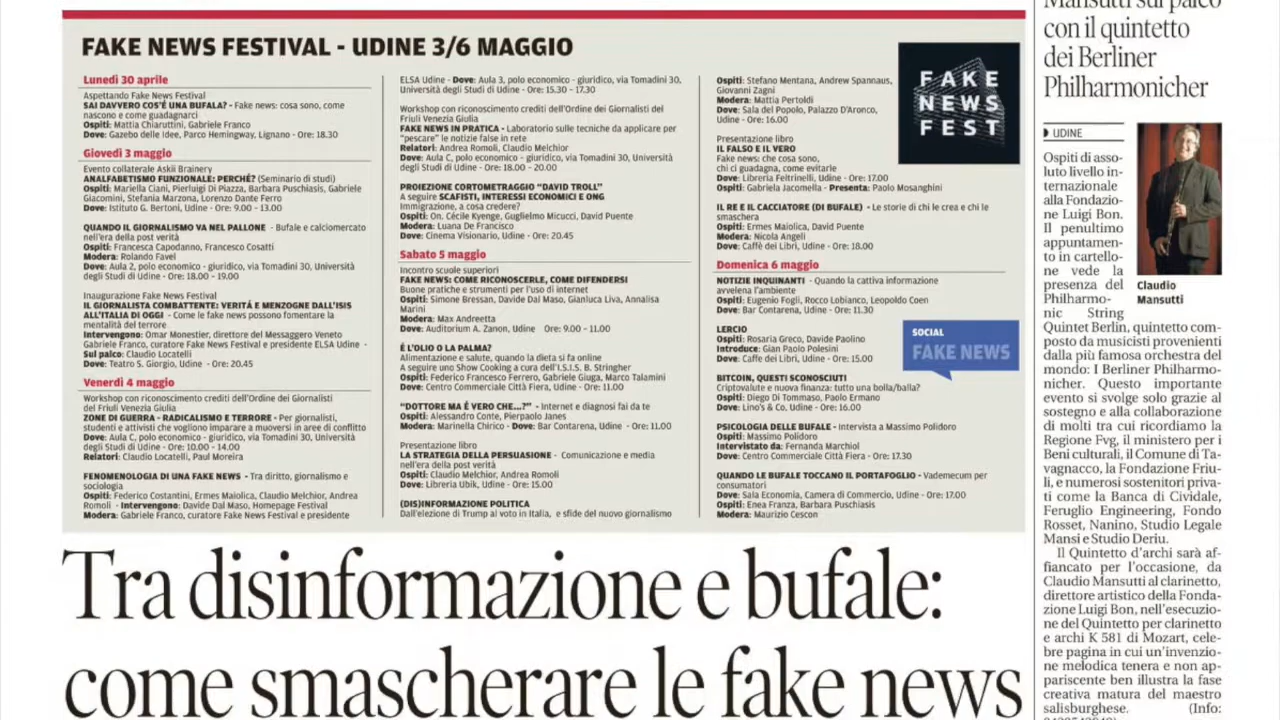 FAKE NEWS FESTIVAL - UDINE 3/6 MAGGIO
Lunedì 30 aprile
Aspettando Fake News Festival
SAI DAVVERO COS'È UNA BUFALA? - Fake news: cosa sono, come
nascono e come guadagnarci
Ospiti: Mattia Chiaruttini, Gabriele Franco
Dove: Gazebo delle Idee, Parco Hemingway, Lignano - Ore: 18.30
Giovedì 3 maggio
Evento collaterale Askii Brainery
ANALFABETISMO FUNZIONALE: PERCHÉ? (Seminario di studi)
Ospiti: Mariella Ciani, Pierluigi Di Piazza, Barbara Puschiasis, Gabriele
Giacomini, Stefania Marzona, Lorenzo Dante Ferro
Dove: Istituto G. Bertoni, Udine - Ore: 9.00 - 13.00
QUANDO IL GIORNALISMO VA NEL PALLONE - Bufale e calciomercato
nell'era della post verità
Ospiti: Francesca Capodanno, Francesco Cosatti
Modera: Rolando Favel
Dove: Aula 2, polo economico - giuridico, via Tomadini 30, Università
degli Studi di Udine - Ore: 18.00 - 19.00
Inaugurazione Fake News Festival
IL GIORNALISTA COMBATTENTE: VERITÁ E MENZOGNE DALL'ISIS
ALL'ITALIA DI OGGI - Come le fake news possono fomentare la
mentalità del terrore
Intervengono: Omar Monestier, direttore del Messaggero Veneto
Gabriele Franco, curatore Fake News Festival e presidente ELSA Udine -
Sul palco: Claudio Locatelli
Dove: Teatro S. Giorgio, Udine - Ore: 20.45
Venerdì 4 maggio
Workshop con riconoscimento crediti dell'Ordine dei Giornalisti
del Friuli Venezia Giulia
ZONE DI GUERRA - RADICALISMO E TERRORE - Per giornalisti,
studenti e attivisti che vogliono imparare a muoversi in aree di conflitto
Dove: Aula C, polo economico - giuridico, via Tomadini 30, Università
degli Studi di Udine - Ore: 10.00 - 14.00
Relatori: Claudio Locatelli, Paul Moreira
FENOMENOLOGIA DI UNA FAKE NEWS - Tra diritto, giornalismo e
sociologia
Ospiti: Federico Costantini, Ermes Maiolica, Claudio Melchior, Andrea
Romoli - Intervengono: Davide Dal Maso, Homepage Festival
Modera: Gabriele Franco, curatore Fake News Festival e presidente
ELSA Udine - Dove: Aula 3, polo economico - giuridico, via Tomadini 30,
Università degli Studi di Udine - Ore: 15.30 - 17.30
Workshop con riconoscimento crediti dell'Ordine dei Giornalisti del
Friuli Venezia Giulia
FAKE NEWS IN PRATICA - Laboratorio sulle tecniche da applicare per
"pescare" le notizie false in rete
Relatori: Andrea Romoli, Claudio Melchior
Dove: Aula C, polo economico - giuridico, via Tomadini 30, Università
degli Studi di Udine - Ore: 18.00 - 20.00
PROIEZIONE CORTOMETRAGGIO "DAVID TROLL"
A seguire SCAFISTI, INTERESSI ECONOMICI E ONG
Immigrazione, a cosa credere?
Ospiti: On. Cécile Kyenge, Guglielmo Micucci, David Puente
Modera: Luana De Francisco
Dove: Cinema Visionario, Udine - Ore: 20.45
Sabato 5 maggio
Incontro scuole superiori
FAKE NEWS: COME RICONOSCERLE, COME DIFENDERSI
Buone pratiche e strumenti per l'uso di internet
Ospiti: Simone Bressan, Davide Dal Maso, Gianluca Liva, Annalisa
Marini
Modera: Max Andreetta
Dove: Auditorium A. Zanon, Udine Ore: 9.00 - 11.00
É L'OLIO O LA PALMA?
Alimentazione e salute, quando la dieta si fa online
A seguire uno Show Cooking a cura dell'I.S.I.S. B. Stringher
Ospiti: Federico Francesco Ferrero, Gabriele Giuga, Marco Talamini
Dove: Centro Commerciale Città Fiera, Udine - Ore: 11.00
"DOTTORE MA É VERO CHE...?" - Internet e diagnosi fai da te
Ospiti: Alessandro Conte, Pierpaolo Janes
Modera: Marinella Chirico - Dove: Bar Contarena, Udine - Ore: 11.00
Presentazione libro
LA STRATEGIA DELLA PERSUASIONE - Comunicazione e media
nell'era della post verità
Ospiti: Claudio Melchior, Andrea Romoli
Dove: Libreria Ubik, Udine - Ore: 15.00
(DIS)INFORMAZIONE POLITICA
Dall'elezione di Trump al voto in Italia, e sfide del nuovo giornalismo
Ospiti: Stefano Mentana, Andrew Spannaus,
Giovanni Zagni
Modera: Mattia Pertoldi
Dove: Sala del Popolo, Palazzo D'Aronco,
Udine - Ore: 16.00
Presentazione libro
IL FALSO E IL VERO
Fake news: che cosa sono,
chi ci guadagna, come evitarle
Dove: Libreria Feltrinelli, Udine - Ore: 17.00
Ospiti: Gabriela Jacomella - Presenta: Paolo Mosanghini
IL RE E IL CACCIATORE (DI BUFALE) - Le storie di chi le crea e chi le
smaschera
Ospiti: Ermes Maiolica, David Puente
Modera: Nicola Angeli
Dove: Caffè dei Libri, Udine - Ore: 18.00
Domenica 6 maggio
NOTIZIE INQUINANTI - Quando la cattiva informazione
avvelena l'ambiente
Ospiti: Eugenio Fogli, Rocco Lobianco, Leopoldo Coen
Dove: Bar Contarena, Udine - Ore: 11.30
LERCIO
Ospiti: Rosaria Greco, Davide Paolino
Introduce: Gian Paolo Polesini
Dove: Caffe dei Libri, Udine - Ore: 15.00
BITCOIN, QUESTI SCONOSCIUTI
Criptovalute e nuova finanza: tutto una bolla/balla?
Ospiti: Diego Di Tommaso, Paolo Ermano
Dove: Lino's & Co, Udine - Ore: 16.00
PSICOLOGIA DELLE BUFALE - Intervista a Massimo Polidoro
Ospiti: Massimo Polidoro
Intervistato da: Fernanda Marchiol
Dove: Centro Commerciale Città Fiera - Ore: 17.30
QUANDO LE BUFALE TOCCANO IL PORTAFOGLIO - Vademecum per
consumatori
Dove: Sala Economia, Camera di Commercio, Udine - Ore: 17.00
Ospiti: Enea Franza, Barbara Puschiasis
Modera: Maurizio Cescon
FAKE
NEWS
FEST
SOCIAL
FAKE NEWS
Tra disinformazione e bufale:
come smascherare le fake news
Mansutti sul palco
con il quintetto
dei Berliner
Philharmonicher
UDINE
Ospiti di asso-
luto livello in-
ternazionale
alla Fondazio-
ne Luigi Bon.
Il penultimo
appuntamen-
to in cartello-
ne vede la
presenza del
Philharmo-
nic String
Quintet Berlin, quintetto com-
posto da musicisti provenienti
dalla più famosa orchestra del
mondo: I Berliner Philharmo-
nicher. Questo importante
evento si svolge solo grazie al
sostegno e alla collaborazione
di molti tra cui ricordiamo la
Regione Fvg, il ministero per i
Beni culturali, il Comune di Ta-
vagnacco, la Fondazione Friu-
li, e numerosi sostenitori priva-
ti come la Banca di Cividale,
Feruglio Engineering, Fondo
Rosset, Nanino, Studio Legale
Mansi e Studio Deriu.
Il Quintetto d'archi sarà af-
fiancato per l'occasione, da
Claudio Mansutti al clarinetto,
direttore artistico della Fonda-
zione Luigi Bon, nell'esecuzio-
ne del Quintetto per clarinetto
e archi K 581 di Mozart, cele-
bre pagina in cui un'invenzio-
ne melodica tenera e non ap-
pariscente ben illustra la fase
creativa matura del maestro
salisburghese. (Info:
Claudio
Mansutti